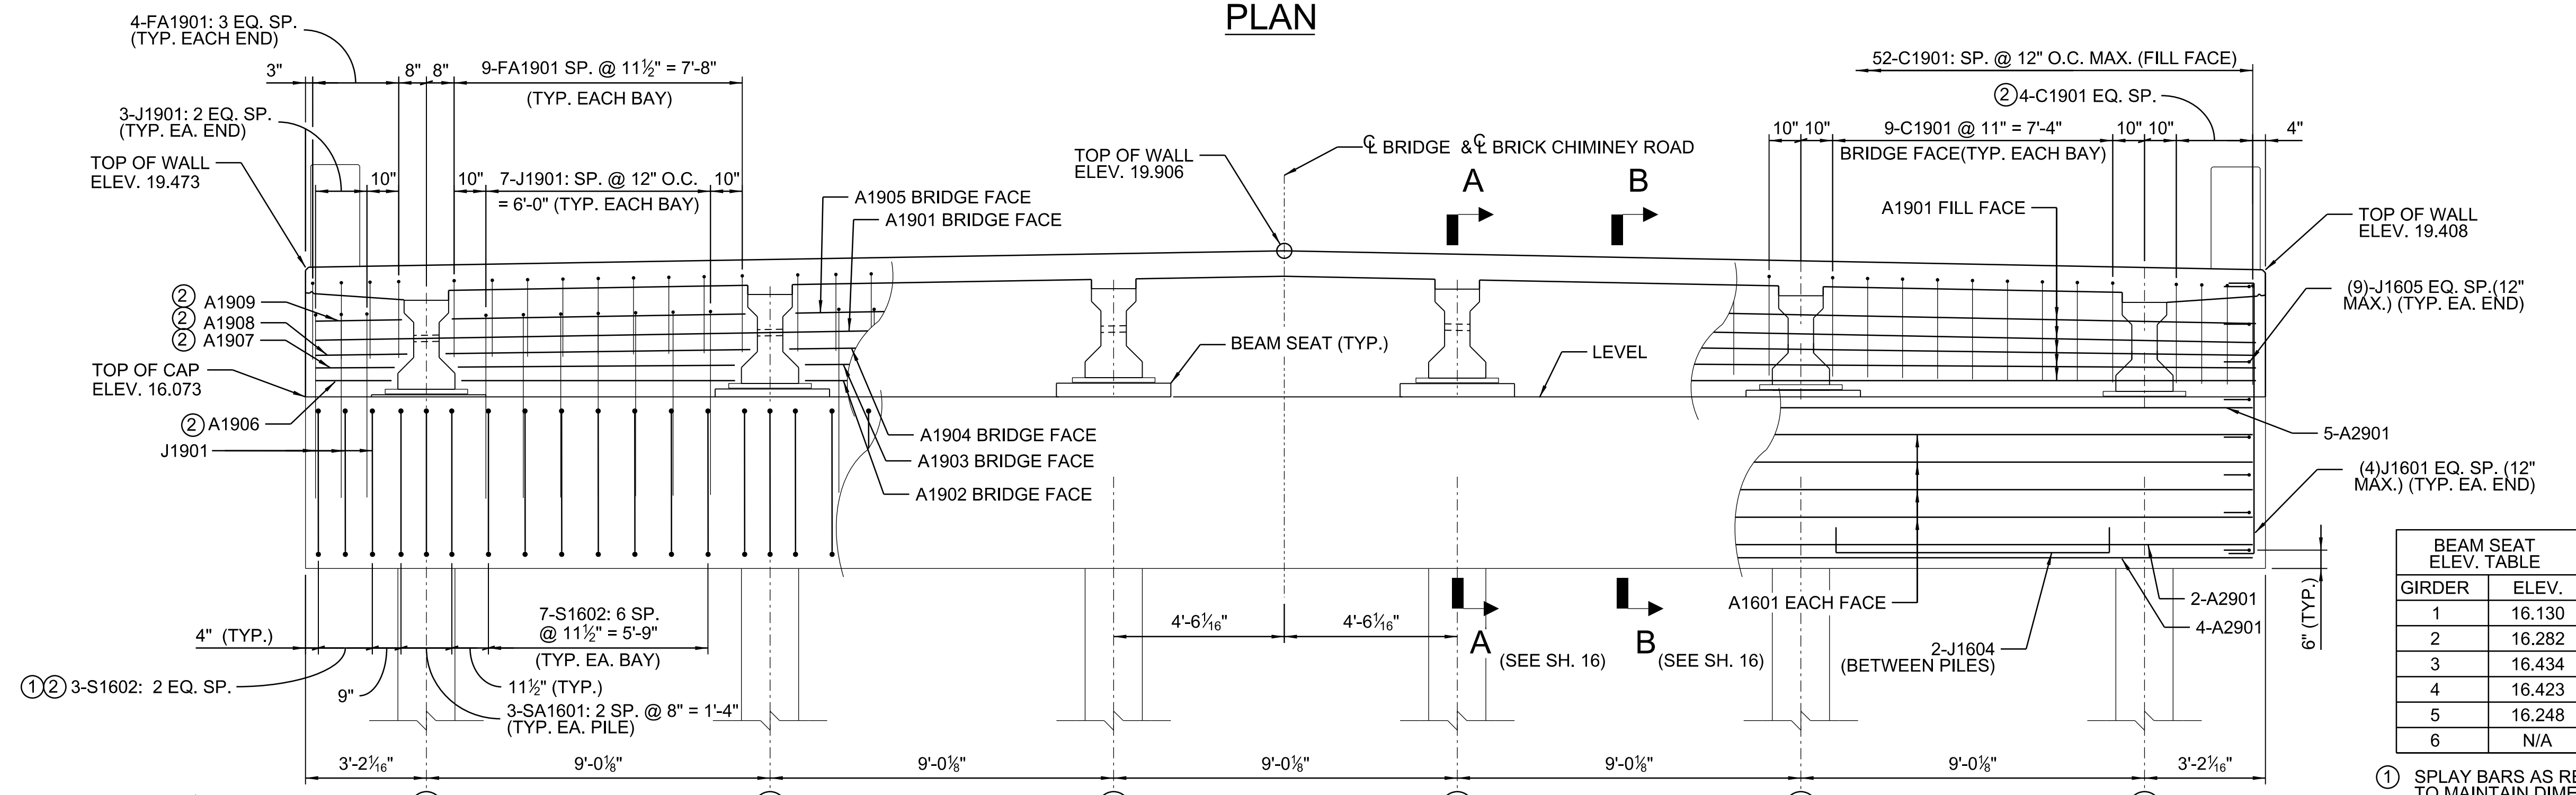 PLAN
4-FA1901: 3 EQ. SP.
(TYP. EACH END)
3"
8"
8"
9-FA1901 SP. @ 11½" = 7'-8"
(TYP. EACH BAY)
52-C1901: SP. @ 12" O.C. MAX. (FILL FACE)
② 4-C1901 EQ. SP.
3-J1901: 2 EQ. SP.
(TYP. EA. END)
10"
10"
9-C1901 @ 11" = 7'-4"
10"
10"
4"
BRIDGE FACE(TYP. EACH BAY)
TOP OF WALL
ELEV. 19.473
10"
10"
7-J1901: SP. @ 12" O.C.
10"
= 6'-0" (TYP. EACH BAY)
TOP OF WALL
ELEV. 19.906
℄ BRIDGE & ℄ BRICK CHIMINEY ROAD
A
B
A1905 BRIDGE FACE
A1901 BRIDGE FACE
A1901 FILL FACE
TOP OF WALL
ELEV. 19.408
② A1909
② A1908
② A1907
(9)-J1605 EQ. SP.(12"
MAX.) (TYP. EA. END)
BEAM SEAT (TYP.)
LEVEL
TOP OF CAP
ELEV. 16.073
② A1906
J1901
A1904 BRIDGE FACE
A1903 BRIDGE FACE
A1902 BRIDGE FACE
5-A2901
(4)J1601 EQ. SP. (12"
MAX.) (TYP. EA. END)
4" (TYP.)
7-S1602: 6 SP.
@ 11½" = 5'-9"
(TYP. EA. BAY)
①② 3-S1602: 2 EQ. SP.
9"
11½" (TYP.)
3-SA1601: 2 SP. @ 8" = 1'-4"
(TYP. EA. PILE)
4'-6 1/16"
4'-6 1/16"
A
(SEE SH. 16)
B
(SEE SH. 16)
A1601 EACH FACE
2-J1604
(BETWEEN PILES)
2-A2901
4-A2901
6" (TYP.)
BEAM SEAT
ELEV. TABLE
GIRDER ELEV.
1 16.130
2 16.282
3 16.434
4 16.423
5 16.248
6 N/A
3'-2 1/16"
9'-0⅛"
9'-0⅛"
9'-0⅛"
9'-0⅛"
9'-0⅛"
3'-2 1/16"
① SPLAY BARS AS
TO MAINTAIN